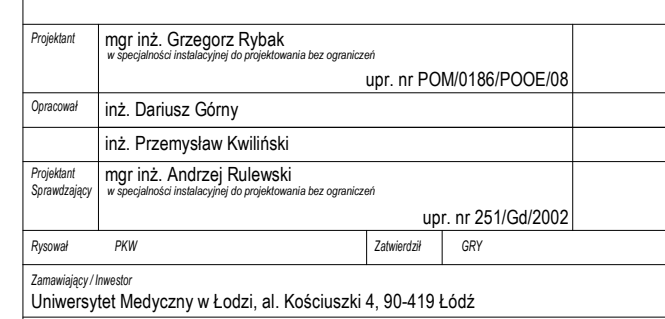 Projektant mgr inż. Grzegorz Rybak
w specjalności instalacyjnej do projektowania bez ograniczeń
upr. nr POM/0186/POOE/08
Opracował inż. Dariusz Górny
inż. Przemysław Kwiliński
Projektant mgr inż. Andrzej Rulewski
Sprawdzający w specjalności instalacyjnej do projektowania bez ograniczeń
upr. nr 251/Gd/2002
Rysował PKW Zatwierdził GRY
Zamawiający / Inwestor
Uniwersytet Medyczny w Łodzi, al. Kościuszki 4, 90-419 Łódź